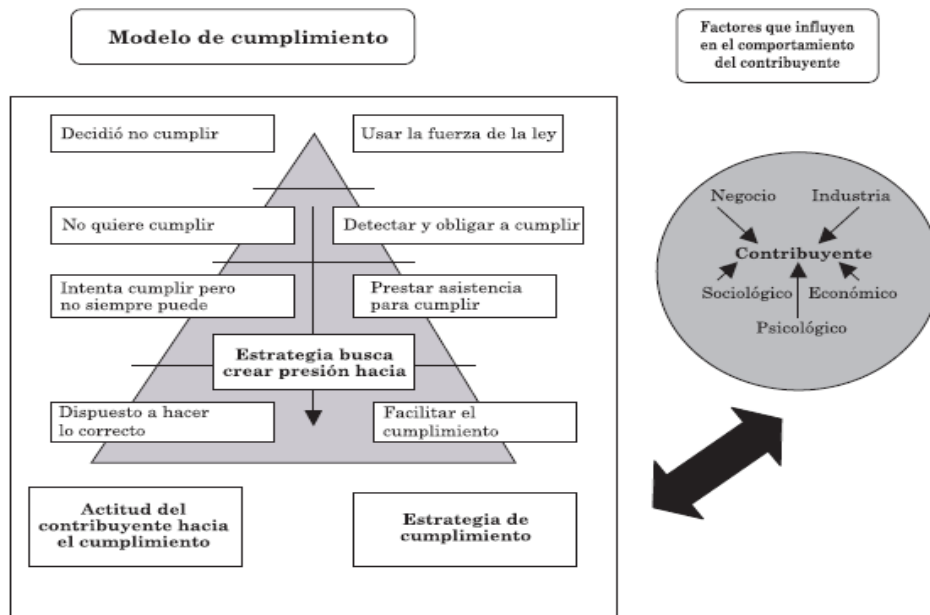 Modelo de cumplimiento
Factores que influyen
en el comportamiento
del contribuyente
Decidió no cumplir
Usar la fuerza de la ley
No quiere cumplir
Detectar y obligar a cumplir
Intenta cumplir pero
no siempre puede
Prestar asistencia
para cumplir
Estrategia busca
crear presión hacia
Dispuesto a hacer
lo correcto
Facilitar el
cumplimiento
Actitud del
contribuyente hacia
el cumplimiento
Estrategia de
cumplimiento
Negocio
Industria
Contribuyente
Sociológico
Económico
Psicológico